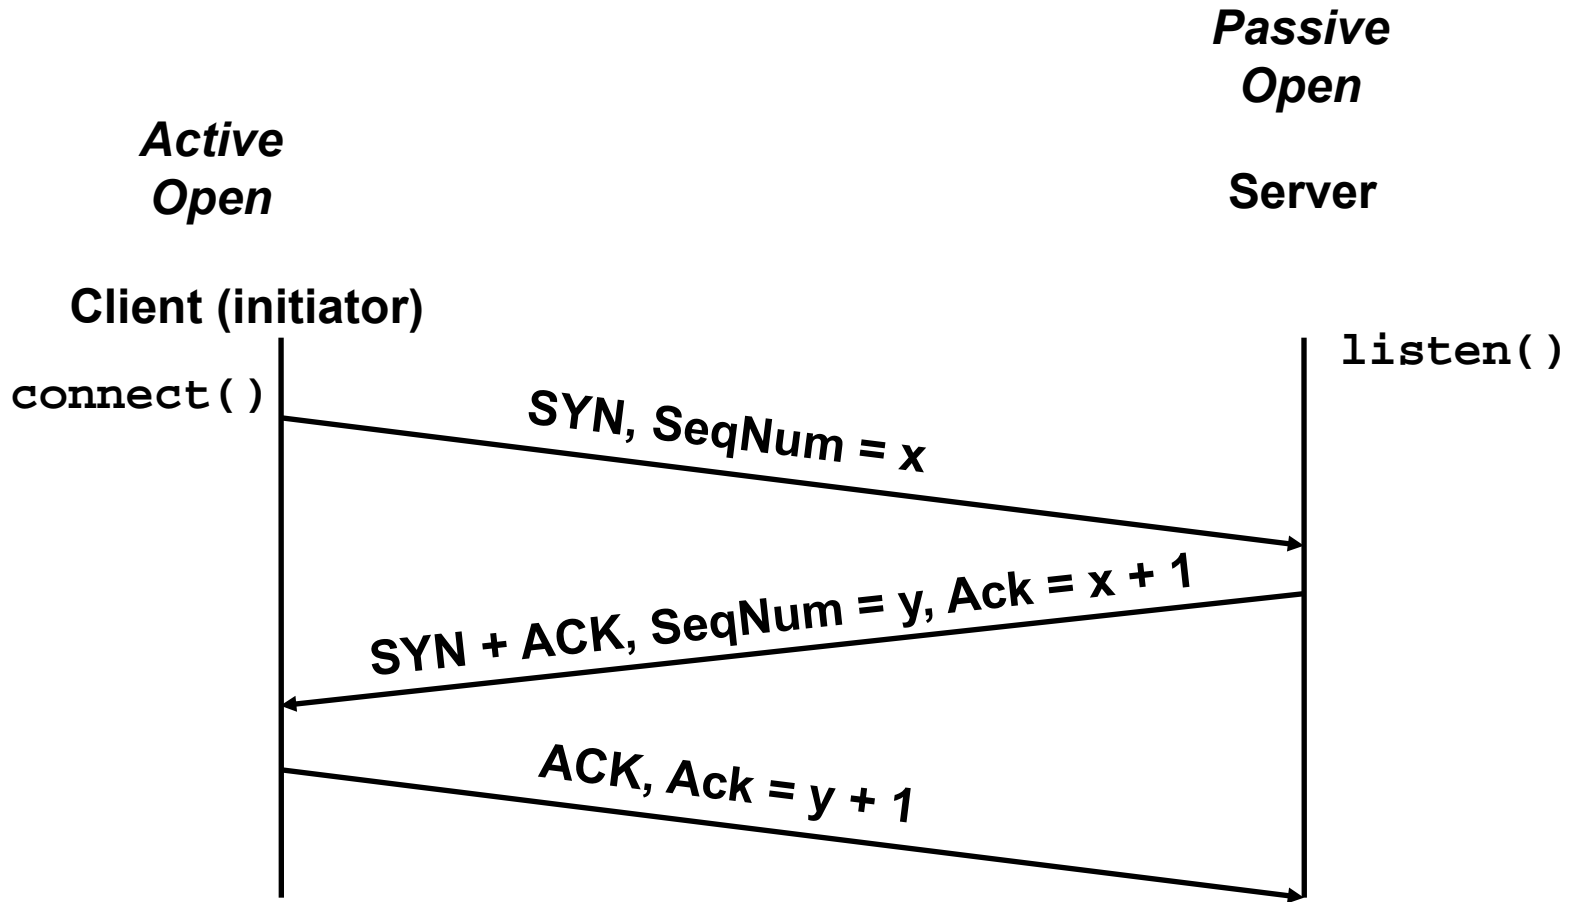 Passive
Open
Active
Open
Server
Client (initiator)
listen()
connect()
SYN, SeqNum = x
SYN + ACK, SeqNum = y, Ack = x + 1
ACK, Ack = y + 1